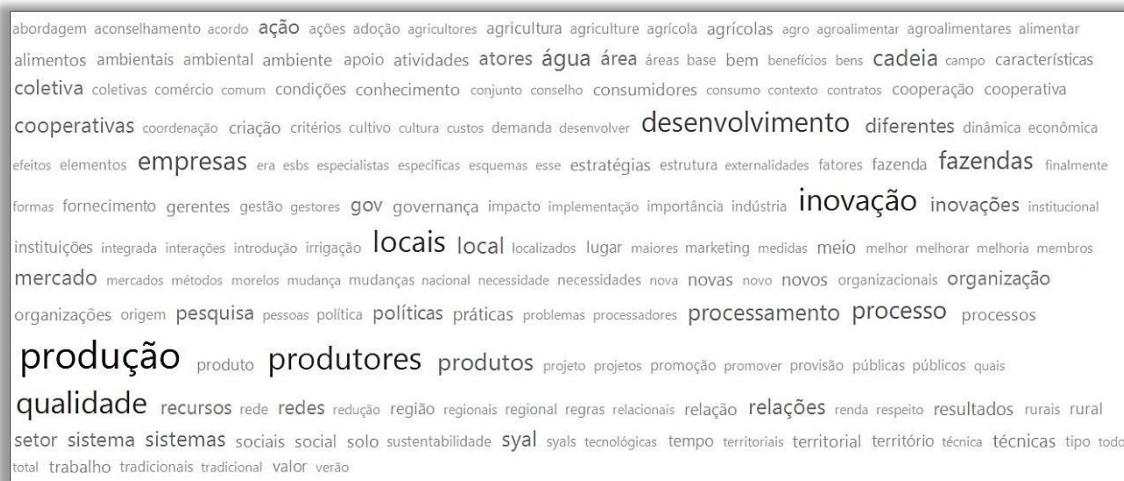 abordagem aconselhamento acordo ação ações adoção agricultores agricultura agriculture agrícola agrícolas agro agroalimentar agroalimentares alimentar
alimentos ambientais ambiental ambiente apoio atividades atores água área áreas base bem benefícios bens cadeia campo características
coletiva coletivas comércio comum condições conhecimento conjunto conselho consumidores consumo contexto contratos cooperação cooperativa
cooperativas coordenação criação critérios cultivo cultura custos demanda desenvolver desenvolvimento diferentes dinâmica econômica
efeitos elementos empresas era esbs especialistas específicas esquemas esse estratégias estrutura externalidades fatores fazenda fazendas finalmente
formas fornecimento gerentes gestão gestores gov governança impacto implementação importância indústria inovação inovações institucional
instituições integrada interações introdução irrigação locais local localizados lugar maiores marketing medidas meio melhor melhorar melhoria membros
mercado mercados métodos morelos mudança mudanças nacional necessidade necessidades nova novas novo novos organizacionais organização
organizações origem pesquisa pessoas política políticas práticas problemas processadores processamento processo processos
produção produto produtores produtos projeto projetos promoção promover provisão públicas públicos quais
qualidade recursos rede redes redução região regionais regional regras relacionais relação relações renda respeito resultados rurais rural
setor sistema sistemas sociais social solo sustentabilidade syal syals tecnológicas tempo territoriais territorial território técnica técnicas tipo todo
total trabalho tradicionais tradicional valor verão